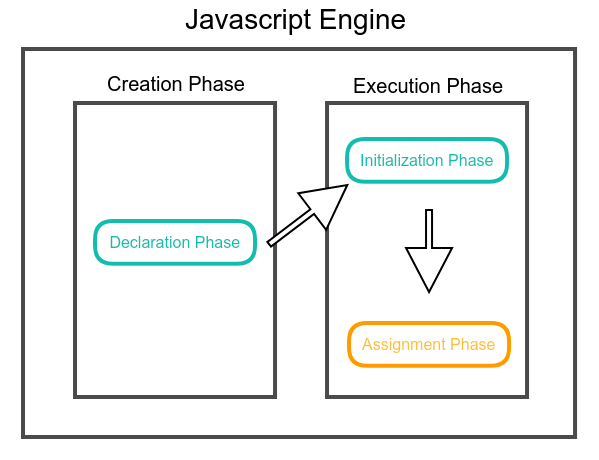 Javascript Engine
Creation Phase
Execution Phase
Declaration Phase
Initialization Phase
Assignment Phase